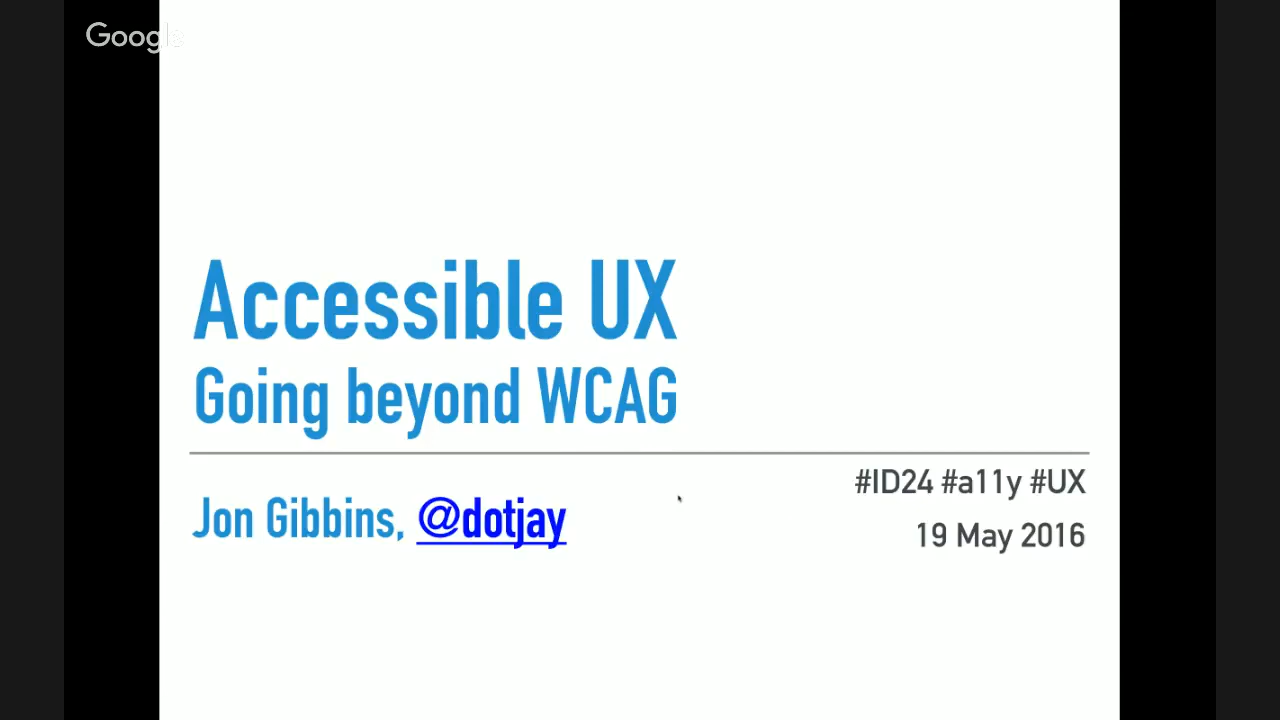 Google
Accessible UX
Going beyond WCAG
Jon Gibbins, @dotjay
#ID24 #a11y #UX
19 May 2016